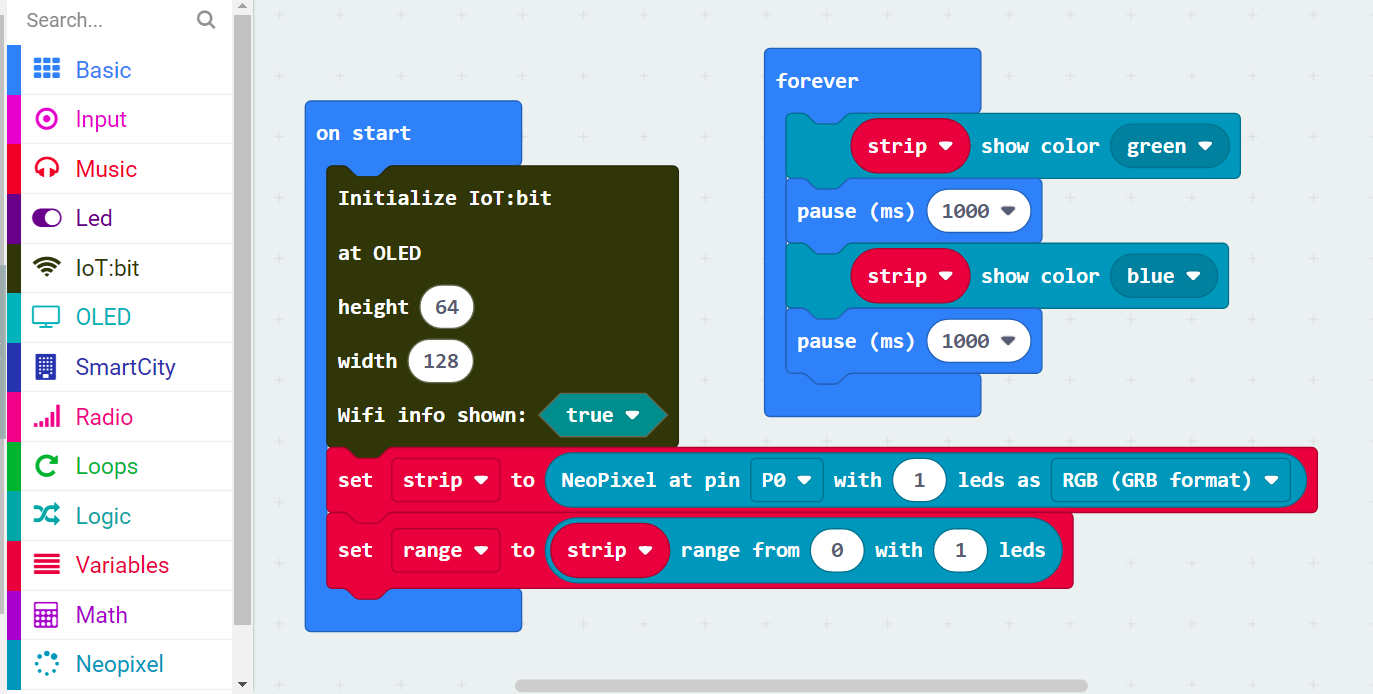 Search...
Basic
Input
Music
Led
IoT:bit
OLED
SmartCity
Radio
Loops
Logic
Variables
Math
Neopixel
on start
Initialize IoT:bit
at OLED
height 64
width 128
Wifi info shown: true
set strip to NeoPixel at pin P0 with 1 leds as RGB (GRB format)
set range to strip range from 0 with 1 leds
forever
strip show color green
pause (ms) 1000
strip show color blue
pause (ms) 1000